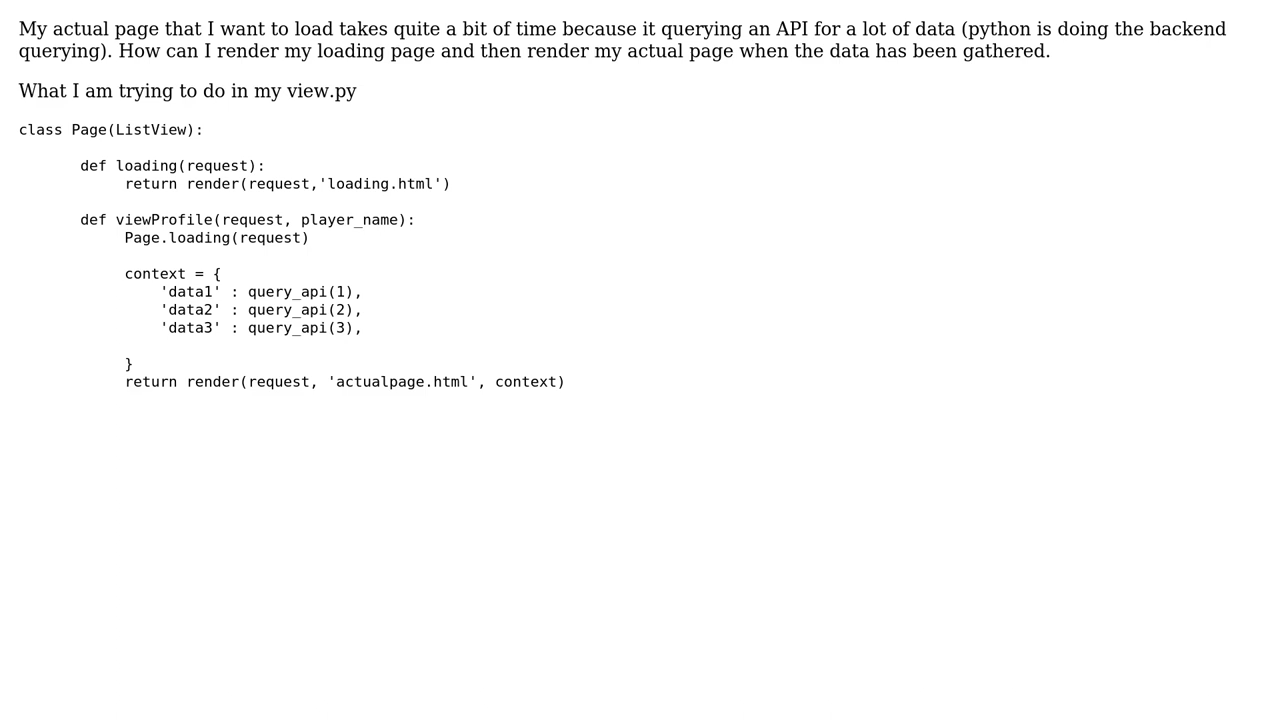 My actual page that I want to load takes quite a bit of time because it querying an API for a lot of data (python is doing the backend
querying). How can I render my loading page and then render my actual page when the data has been gathered.
What I am trying to do in my view.py
class Page(ListView):
       def loading(request):
            return render(request,'loading.html')
       def viewProfile(request, player_name):
            Page.loading(request)
            context = {
                'data1' : query_api(1),
                'data2' : query_api(2),
                'data3' : query_api(3),
            }
            return render(request, 'actualpage.html', context)